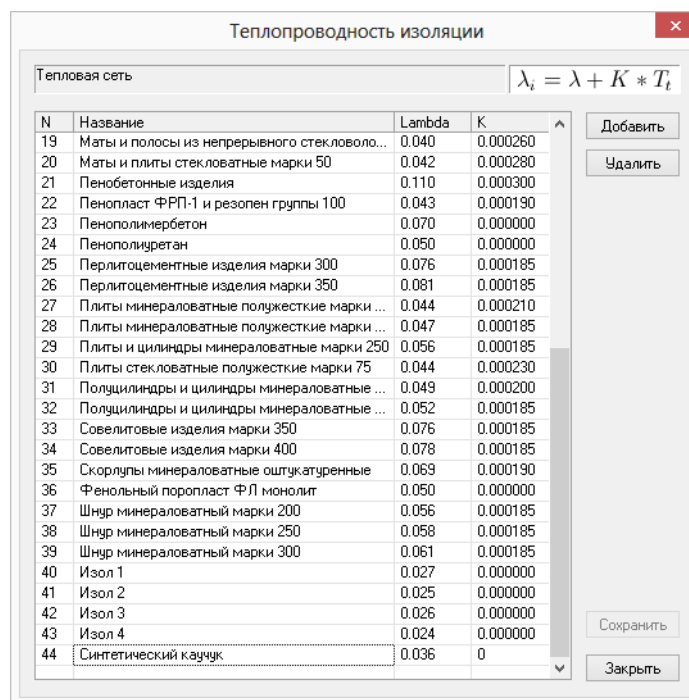 Теплопроводность изоляции
Тепловая сеть
λ_i = λ + K * T_t
N Название Lambda K
19 Маты и полосы из непрерывного стекловоло... 0.040 0.000260
20 Маты и плиты стекловатные марки 50 0.042 0.000280
21 Пенобетонные изделия 0.110 0.000300
22 Пенопласт ФРП-1 и резопен группы 100 0.043 0.000190
23 Пенополимербетон 0.070 0.000000
24 Пенополиуретан 0.050 0.000000
25 Перлитоцементные изделия марки 300 0.076 0.000185
26 Перлитоцементные изделия марки 350 0.081 0.000185
27 Плиты минераловатные полужесткие марки ... 0.044 0.000210
28 Плиты минераловатные полужесткие марки ... 0.047 0.000185
29 Плиты и цилиндры минераловатные марки 250 0.056 0.000185
30 Плиты стекловатные полужесткие марки 75 0.044 0.000230
31 Полуцилиндры и цилиндры минераловатные ... 0.049 0.000200
32 Полуцилиндры и цилиндры минераловатные ... 0.052 0.000185
33 Совелитовые изделия марки 350 0.076 0.000185
34 Совелитовые изделия марки 400 0.078 0.000185
35 Скорлупы минераловатные оштукатуренные 0.069 0.000190
36 Фенольный поропласт ФЛ монолит 0.050 0.000000
37 Шнур минераловатный марки 200 0.056 0.000185
38 Шнур минераловатный марки 250 0.058 0.000185
39 Шнур минераловатный марки 300 0.061 0.000185
40 Изол 1 0.027 0.000000
41 Изол 2 0.025 0.000000
42 Изол 3 0.026 0.000000
43 Изол 4 0.024 0.000000
44 Синтетический каучук 0.036 0
Добавить
Удалить
Сохранить
Закрыть